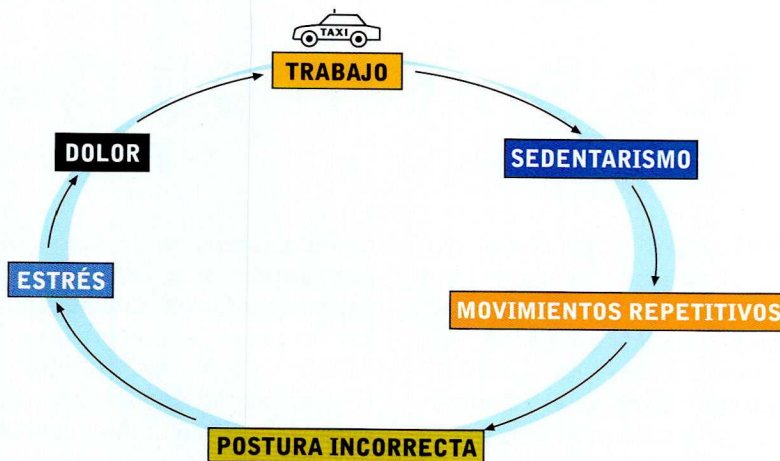 TAXI
TRABAJO
SEDENTARISMO
MOVIMIENTOS REPETITIVOS
POSTURA INCORRECTA
ESTRÉS
DOLOR